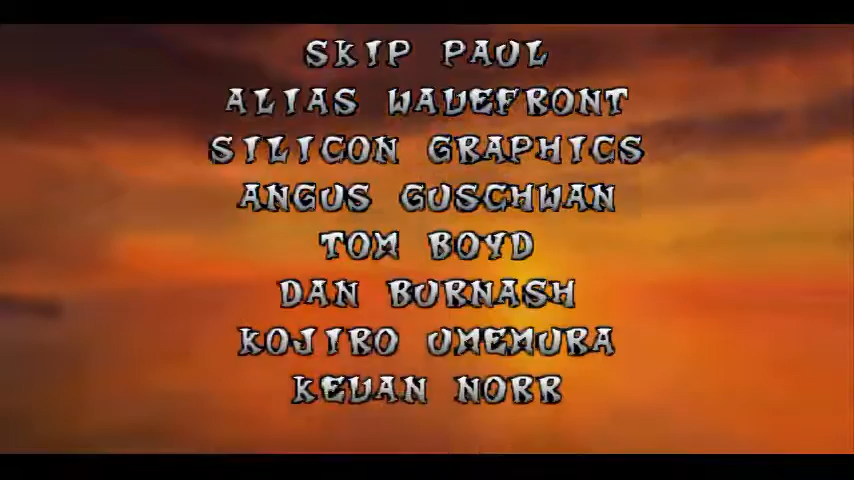 SKIP PAUL
ALIAS WAVEFRONT
SILICON GRAPHICS
ANGUS GUSCHWAN
TOM BOYD
DAN BURNASH
KOJIRO UMEMURA
KEVAN NORR